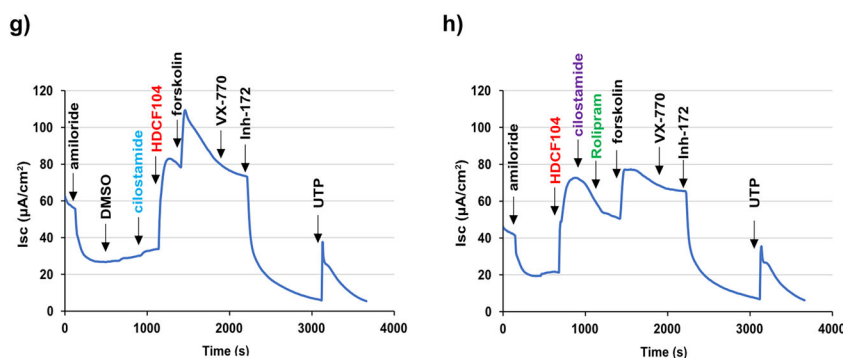 g)
Isc (µA/cm²)
120
100
80
60
40
20
0
amiloride
DMSO
cilostamide
HDCF104
forskolin
VX-770
Inh-172
UTP
0
1000
2000
3000
4000
Time (s)
h)
Isc (µA/cm²)
120
100
80
60
40
20
0
amiloride
HDCF104
cilostamide
Rolipram
forskolin
VX-770
Inh-172
UTP
0
1000
2000
3000
4000
Time (s)